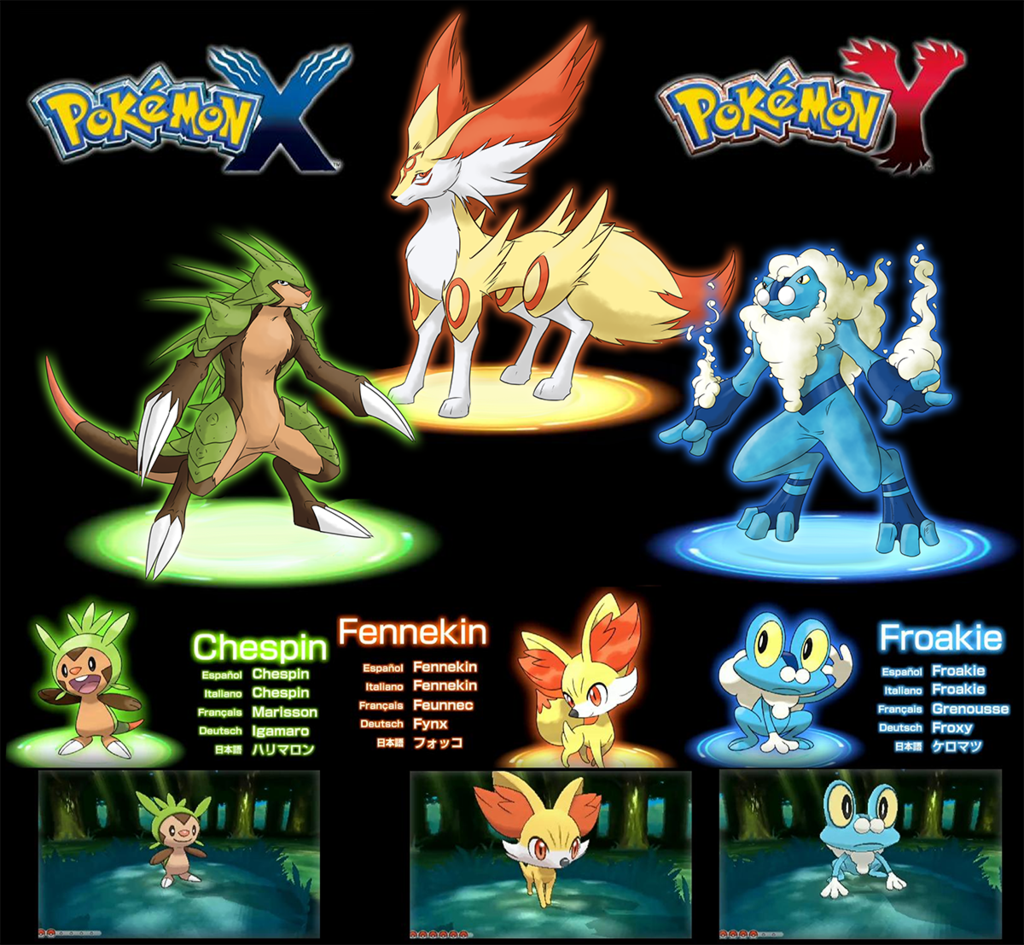 POKéMON X
POKéMON Y
Chespin
Español Chespin
Italiano Chespin
Français Marisson
Deutsch Igamaro
日本語 ハリマロン
Fennekin
Español Fennekin
Italiano Fennekin
Français Feunnec
Deutsch Fynx
日本語 フォッコ
Froakie
Español Froakie
Italiano Froakie
Français Grenousse
Deutsch Froxy
日本語 ケロマツ